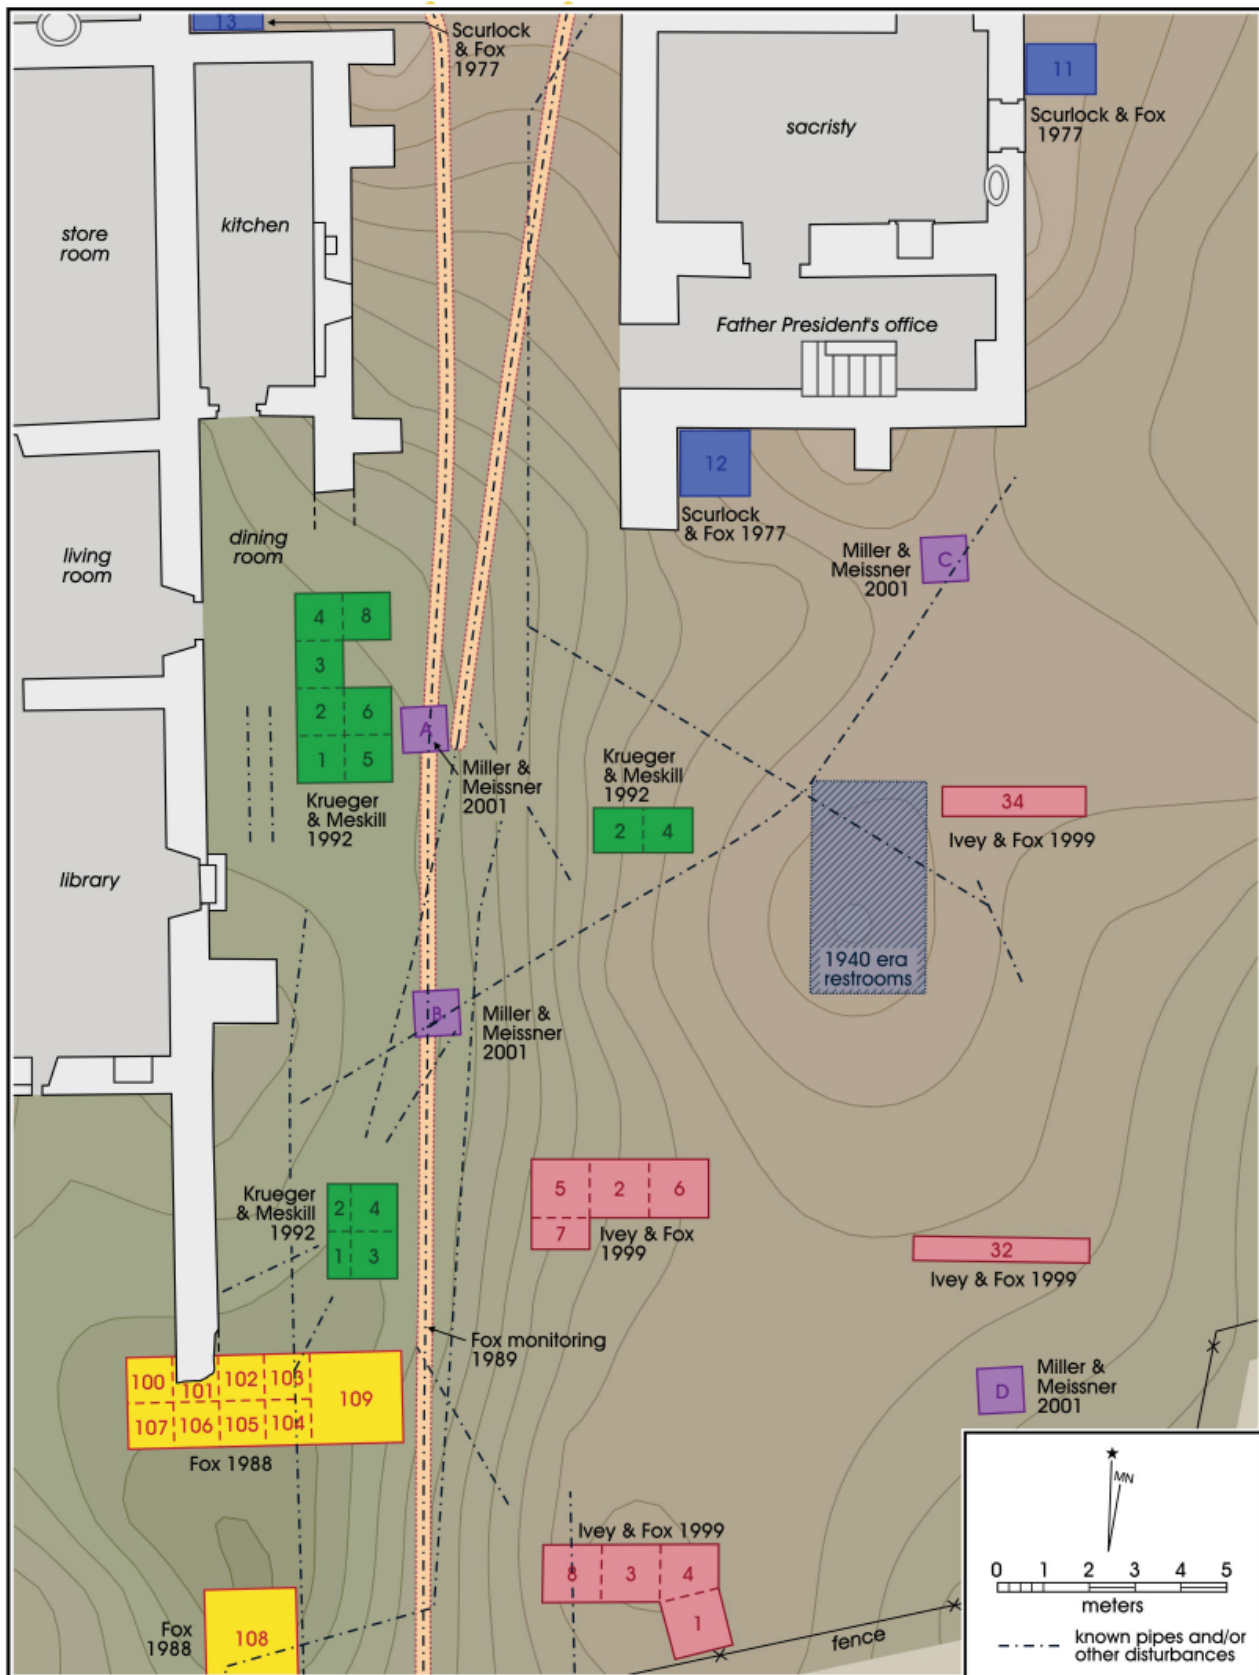 13
Scurlock
& Fox
1977
11
Scurlock & Fox
1977
sacristy
store
room
kitchen
Father President's office
12
Scurlock
& Fox 1977
dining
room
living
room
Miller &
Meissner
2001
C
4 8
3
2 6
1 5
Krueger
& Meskill
1992
A
Miller &
Meissner
2001
Krueger
& Meskill
1992
2 4
34
Ivey & Fox 1999
library
1940 era
restrooms
B
Miller &
Meissner
2001
Krueger
& Meskill
1992
2 4
1 3
5 2 6
7
Ivey & Fox
1999
32
Ivey & Fox 1999
Fox monitoring
1989
D
Miller &
Meissner
2001
100 101 102 103 109
107 106 105 104
Fox 1988
Ivey & Fox 1999
8 3 4
1
Fox
1988
108
fence
MN
0 1 2 3 4 5
meters
known pipes and/or
other disturbances